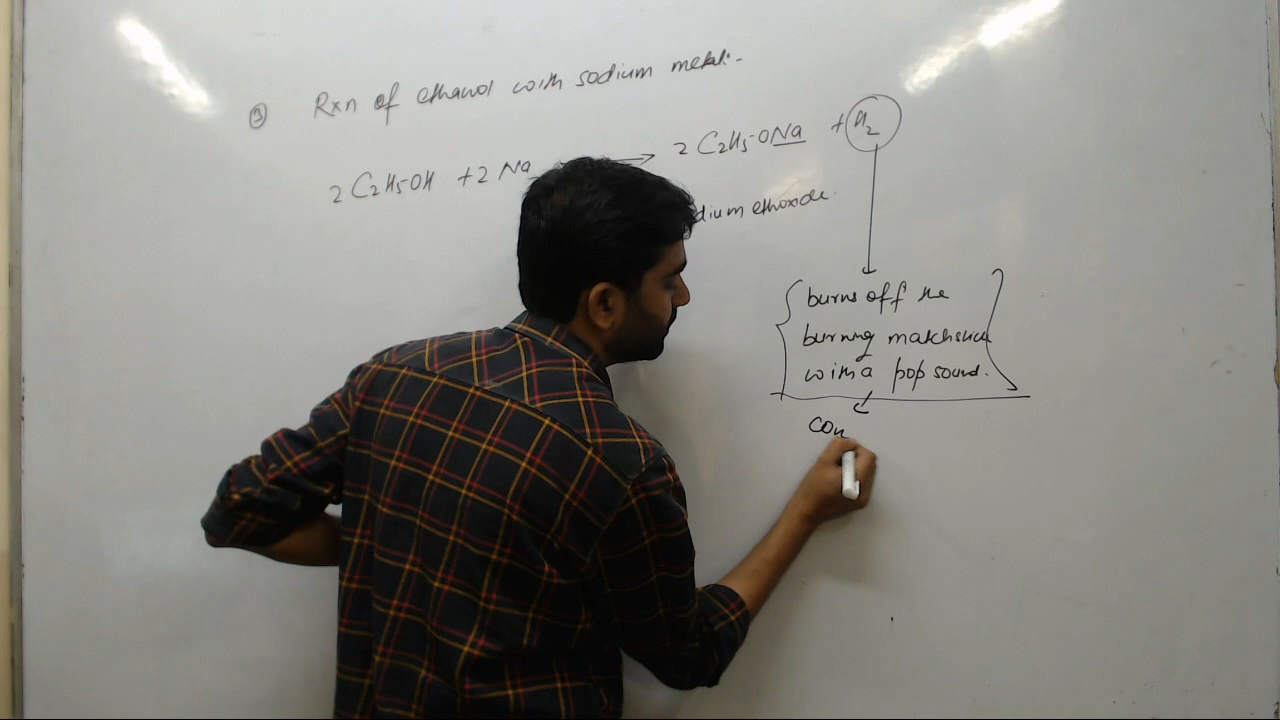 ③ Rxn of ethanol with sodium metal:-
2 C2H5-OH + 2 Na → 2 C2H5-ONa + H2
dium ethoxide.
burns off the
burning matchstick
with a pop sound.
con